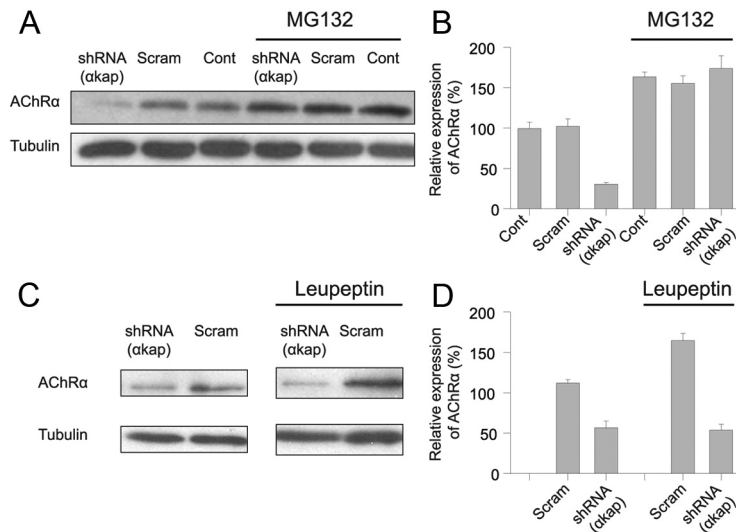 A
MG132
shRNA
(αkap)
Scram
Cont
shRNA
(αkap)
Scram
Cont
AChRα
Tubulin
B
MG132
Relative expression
of AChRα (%)
200
150
100
50
0
Cont
Scram
shRNA
(αkap)
Cont
Scram
shRNA
(αkap)
C
Leupeptin
shRNA
(αkap)
Scram
shRNA
(αkap)
Scram
AChRα
Tubulin
D
Leupeptin
Relative expression
of AChRα (%)
200
150
100
50
0
Scram
shRNA
(αkap)
Scram
shRNA
(αkap)